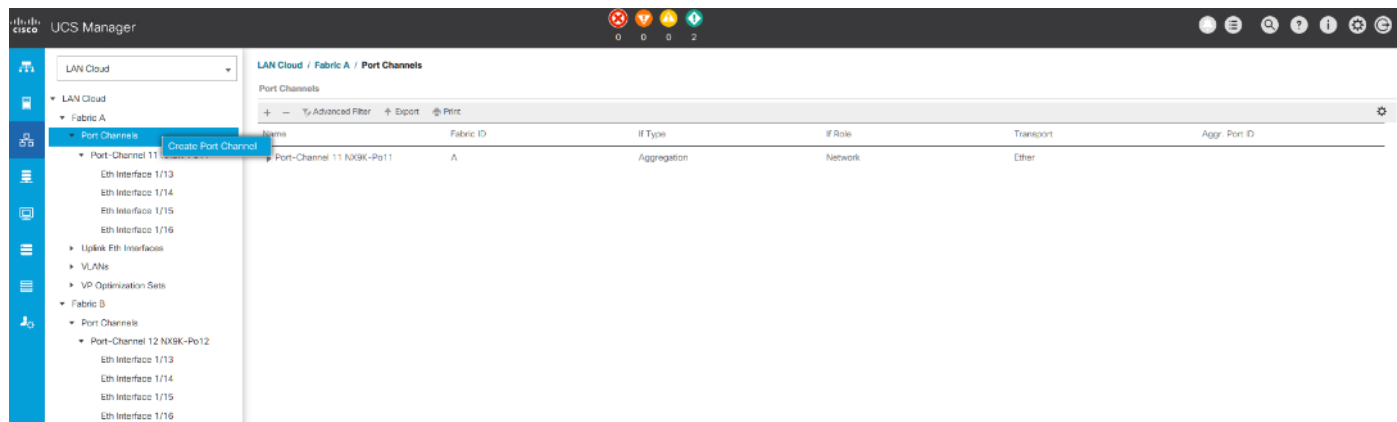 cisco UCS Manager
0 0 0 2
LAN Cloud
LAN Cloud / Fabric A / Port Channels
Port Channels
+ − Advanced Filter Export Print
LAN Cloud
Fabric A
Port Channels
Create Port Channel
Name Fabric ID If Type If Role Transport Aggr. Port ID
Port-Channel 11
Port-Channel 11 NX9K-Po11 A Aggregation Network Ether
Eth Interface 1/13
Eth Interface 1/14
Eth Interface 1/15
Eth Interface 1/16
Uplink Eth Interfaces
VLANs
VP Optimization Sets
Fabric B
Port Channels
Port-Channel 12 NX9K-Po12
Eth Interface 1/13
Eth Interface 1/14
Eth Interface 1/15
Eth Interface 1/16